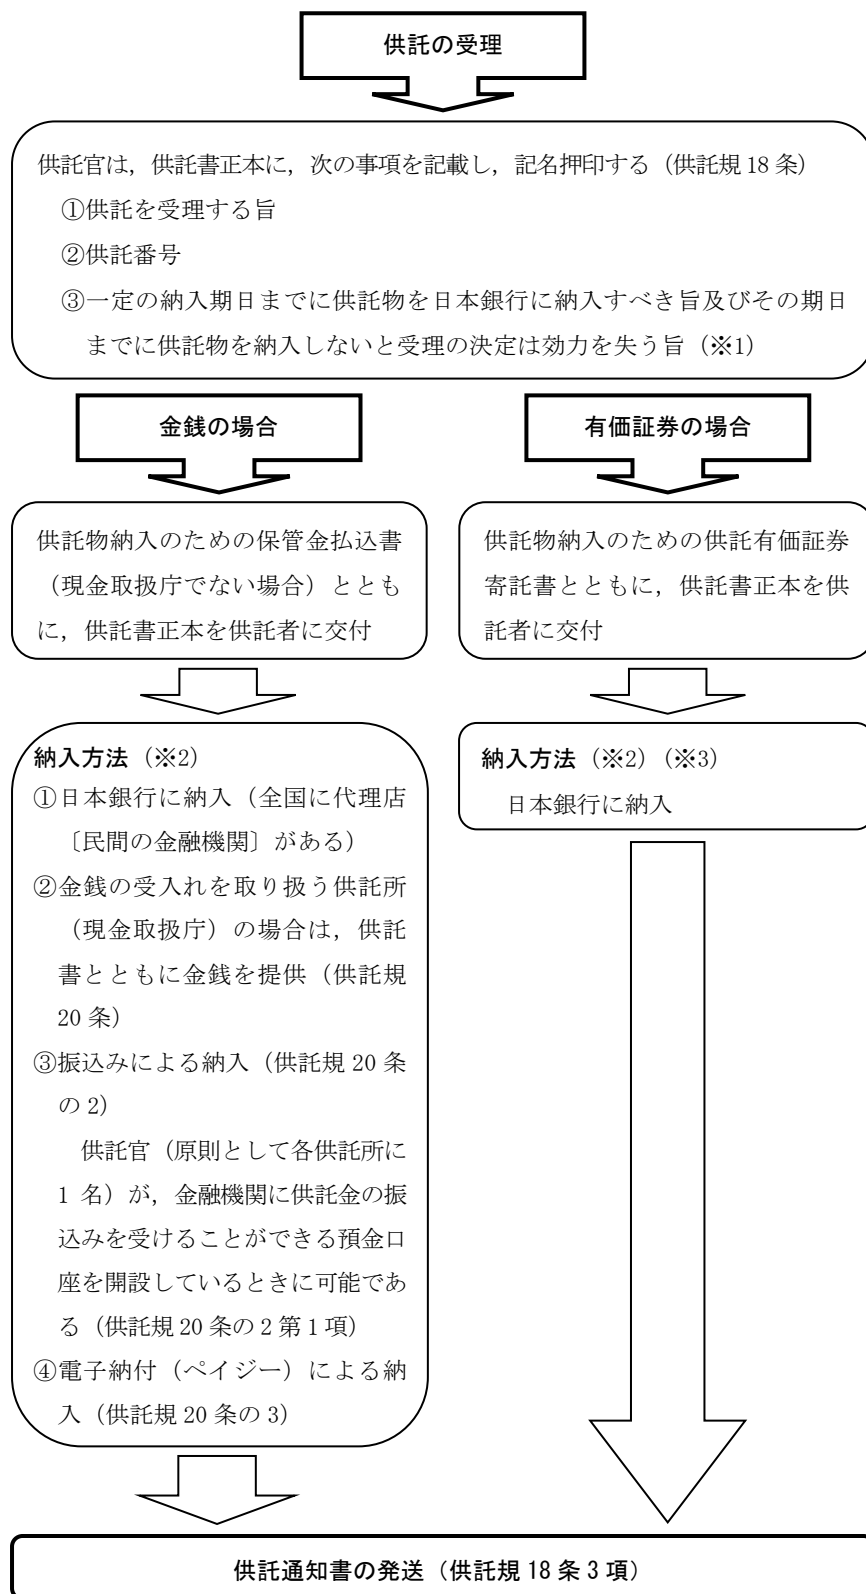 供託の受理
供託官は，供託書正本に，次の事項を記載し，記名押印する（供託規 18 条）
①供託を受理する旨
②供託番号
③一定の納入期日までに供託物を日本銀行に納入すべき旨及びその期日
までに供託物を納入しないと受理の決定は効力を失う旨（※1）
金銭の場合
供託物納入のための保管金払込書
（現金取扱庁でない場合）ととも
に，供託書正本を供託者に交付
納入方法（※2）
①日本銀行に納入（全国に代理店
〔民間の金融機関〕がある）
②金銭の受入れを取り扱う供託所
（現金取扱庁）の場合は，供託
書とともに金銭を提供（供託規
20 条）
③振込みによる納入（供託規 20 条
の 2）
供託官（原則として各供託所に
1 名）が，金融機関に供託金の振
込みを受けることができる預金口
座を開設しているときに可能であ
る（供託規 20 条の 2 第 1 項）
④電子納付（ペイジー）による納
入（供託規 20 条の 3）
有価証券の場合
供託物納入のための供託有価証券
寄託書とともに，供託書正本を供
託者に交付
納入方法（※2）（※3）
日本銀行に納入
供託通知書の発送（供託規 18 条 3 項）